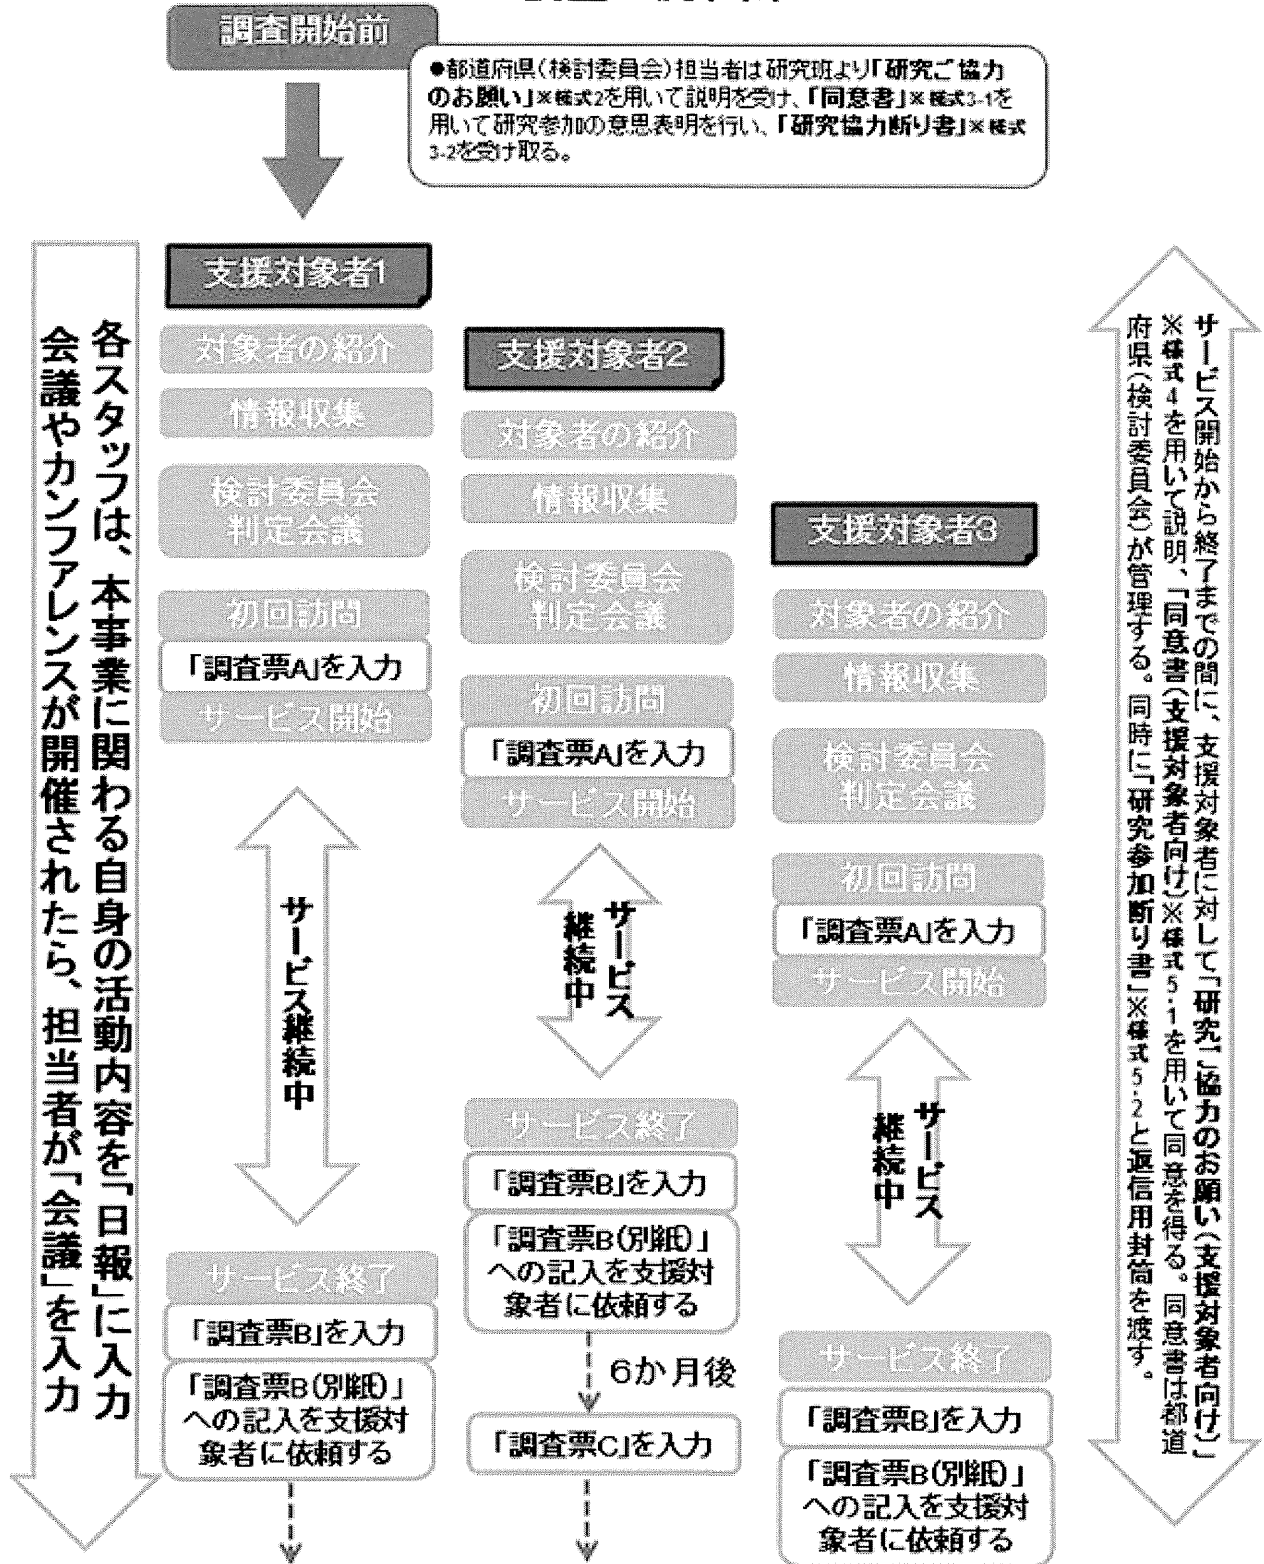 調査開始前
●都道府県(検討委員会)担当者は研究班より「研究ご協力
のお願い」※様式2を用いて説明を受け、「同意書」※様式3-1を
用いて研究参加の意思表明を行い、「研究協力断り書」※様式
3-2を受け取る。
各スタッフは、本事業に関わる自身の活動内容を「日報」に入力
会議やカンファレンスが開催されたら、担当者が「会議」を入力
支援対象者1
対象者の紹介
情報収集
検討委員会
判定会議
初回訪問
「調査票A」を入力
サービス開始
サービス継続中
サービス終了
「調査票B」を入力
「調査票B(別紙)」
への記入を支援対
象者に依頼する
支援対象者2
対象者の紹介
情報収集
検討委員会
判定会議
初回訪問
「調査票A」を入力
サービス開始
サービス
継続中
サービス終了
「調査票B」を入力
「調査票B(別紙)」
への記入を支援対
象者に依頼する
6か月後
「調査票C」を入力
支援対象者3
対象者の紹介
情報収集
検討委員会
判定会議
初回訪問
「調査票A」を入力
サービス開始
サービス
継続中
サービス終了
「調査票B」を入力
「調査票B(別紙)」
への記入を支援対
象者に依頼する
サービス開始から終了までの間に、支援対象者に対して「研究ご協力のお願い(支援対象者向け)」
※様式4を用いて説明、「同意書(支援対象者向け)※様式5-1を用いて同意を得る。同意書は都道
府県(検討委員会)が管理する。同時に「研究参加断り書」※様式5-2と返信用封筒を渡す。